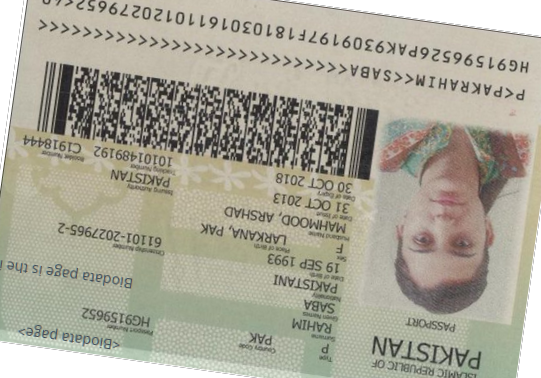 <Biodata page>
Biodata page is the
ISLAMIC REPUBLIC OF
PAKISTAN
PASSPORT
Type
P
Country Code
PAK
Passport Number
HG9159652
Surname
RAHIM
Given Names
SABA
Nationality
PAKISTANI
Date of Birth
19 SEP 1993
Citizenship Number
61101-2027965-2
Sex
F
Place of Birth
LARKANA, PAK
Husband Name
MAHMOOD, ARSHAD
Date of Issue
31 OCT 2013
Date of Expiry
30 OCT 2018
Issuing Authority
PAKISTAN
Tracking Number
10101489192
Booklet Number
C1918444
P<PAKRAHIM<<SABA<<<<<<<<<<<<<<<<<<<<<<<<<<<<
HG91596526PAK9309197F1810301611012027965<2<